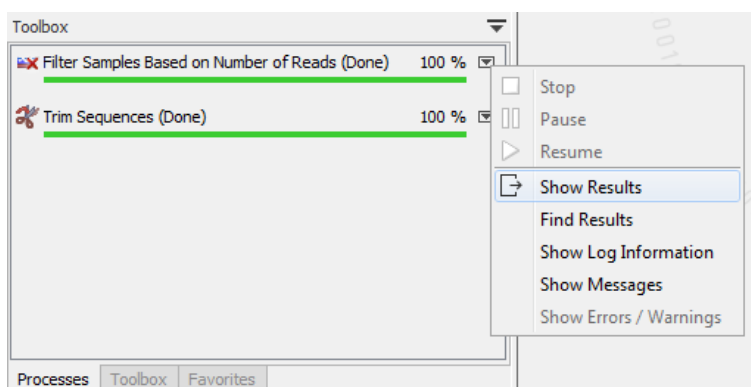 Toolbox
Filter Samples Based on Number of Reads (Done) 100 %
Trim Sequences (Done) 100 %
Stop
Pause
Resume
Show Results
Find Results
Show Log Information
Show Messages
Show Errors / Warnings
Processes Toolbox Favorites